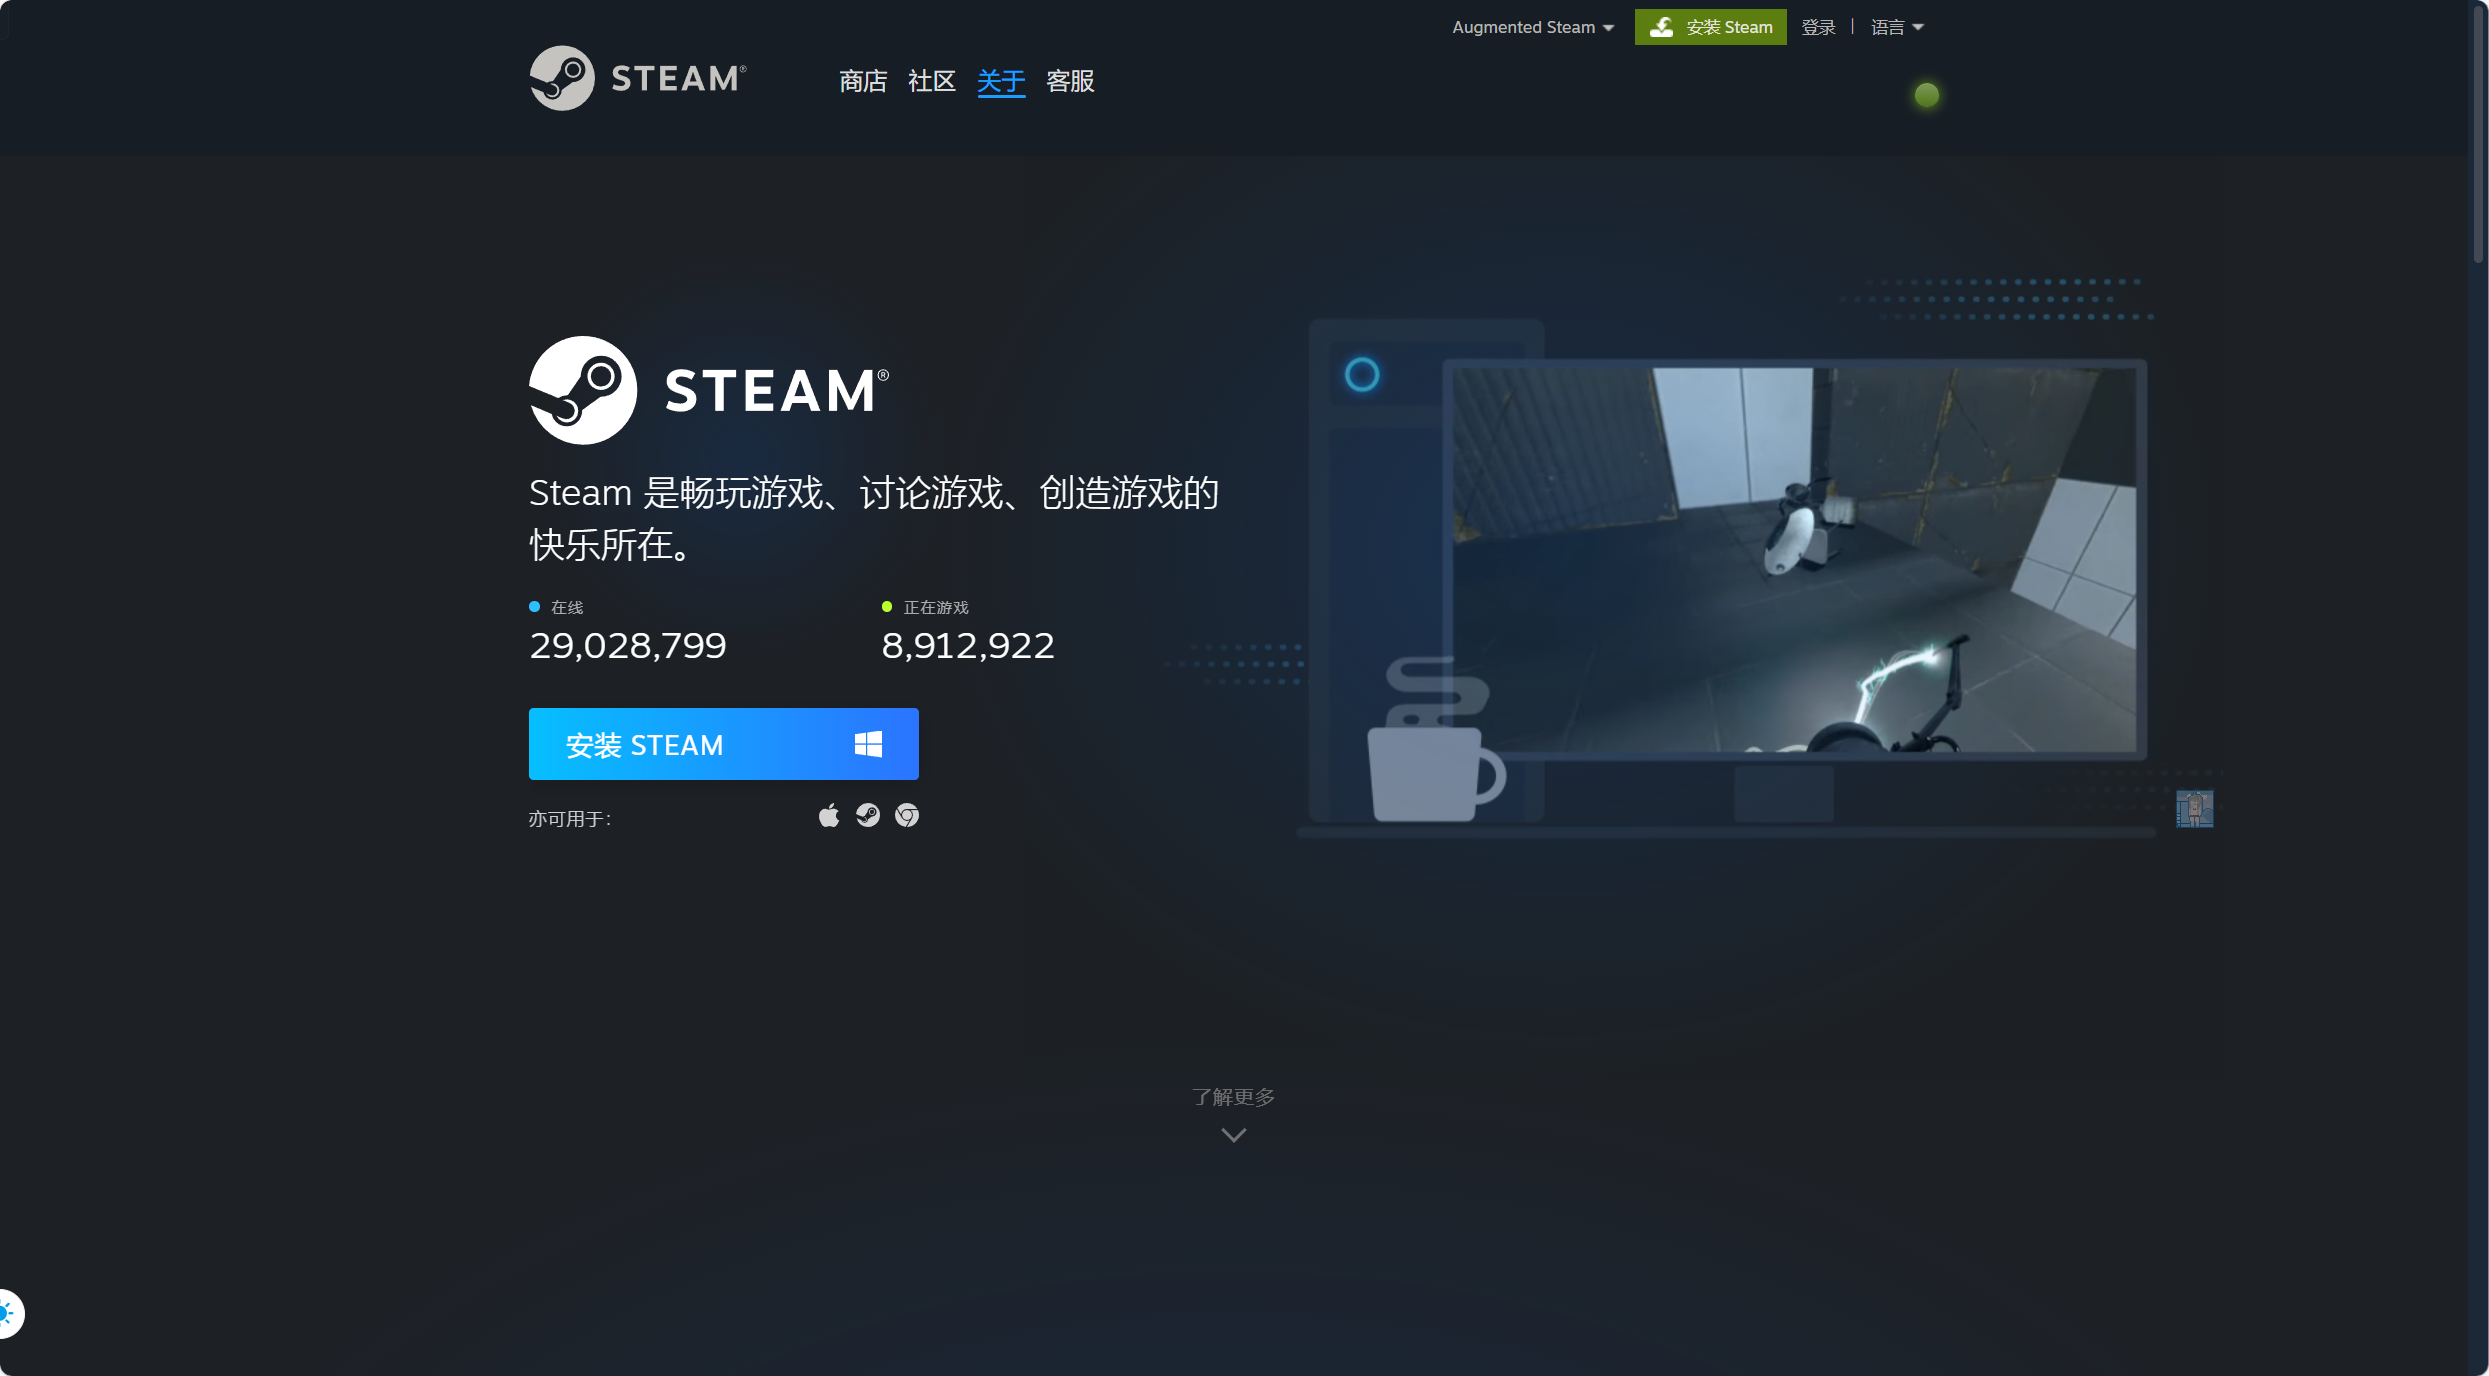 Augmented Steam
安装 Steam
登录 | 语言
STEAM®
商店 社区 关于 客服
STEAM®
Steam 是畅玩游戏、讨论游戏、创造游戏的
快乐所在。
在线
29,028,799
正在游戏
8,912,922
安装 STEAM
亦可用于：
了解更多